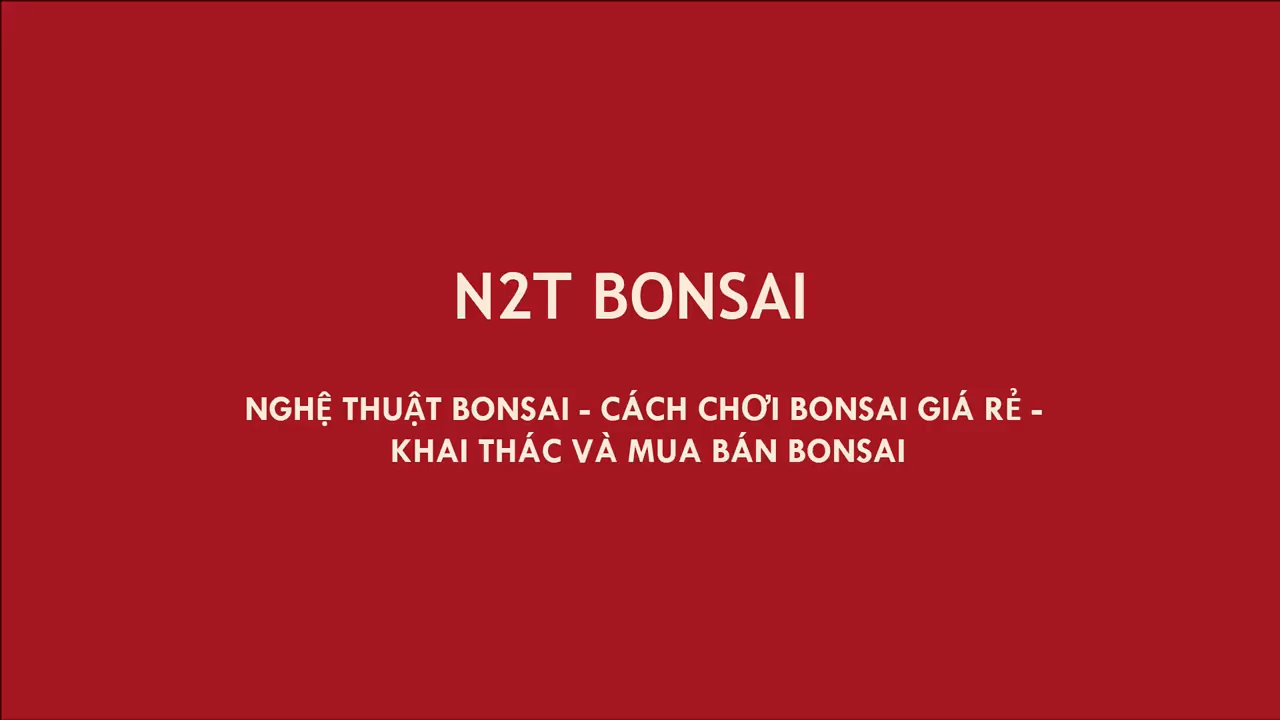 N2T BONSAI
NGHỆ THUẬT BONSAI - CÁCH CHƠI BONSAI GIÁ RẺ -
KHAI THÁC VÀ MUA BÁN BONSAI